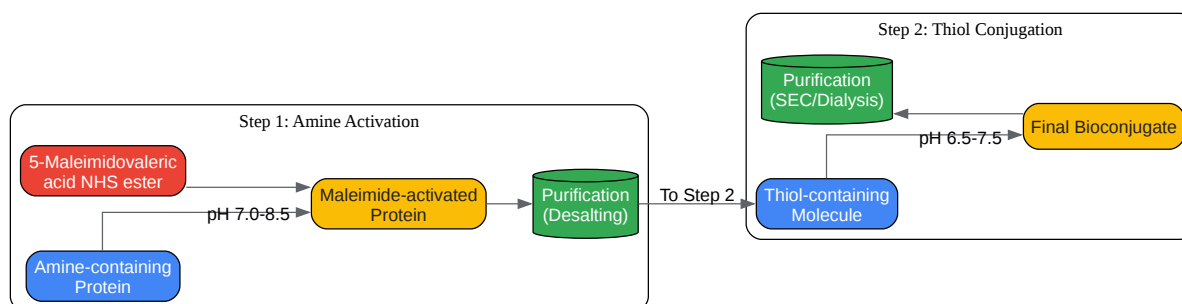 Step 1: Amine Activation
5-Maleimidovaleric
acid NHS ester
Amine-containing
Protein
pH 7.0-8.5
Maleimide-activated
Protein
Purification
(Desalting)
To Step 2
Step 2: Thiol Conjugation
Purification
(SEC/Dialysis)
Thiol-containing
Molecule
pH 6.5-7.5
Final Bioconjugate